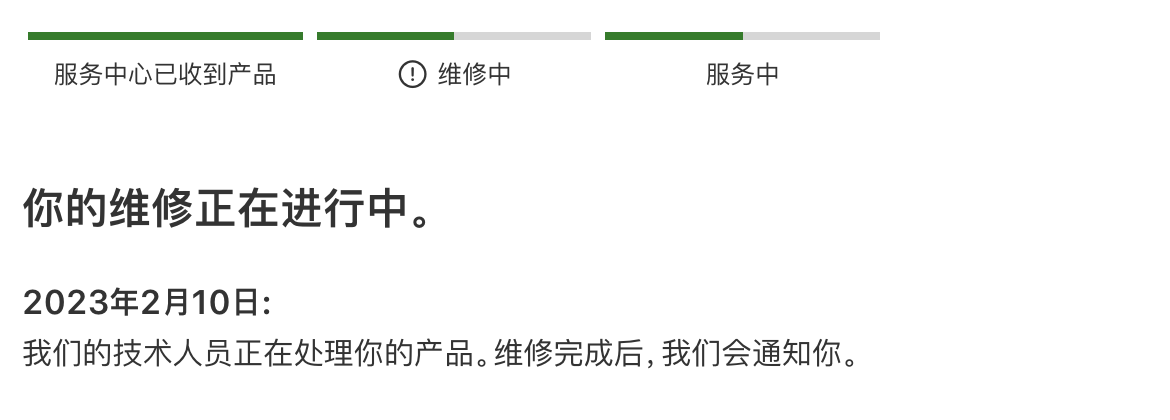 服务中心已收到产品
维修中
服务中
你的维修正在进行中。
2023年2月10日:
我们的技术人员正在处理你的产品。维修完成后, 我们会通知你。